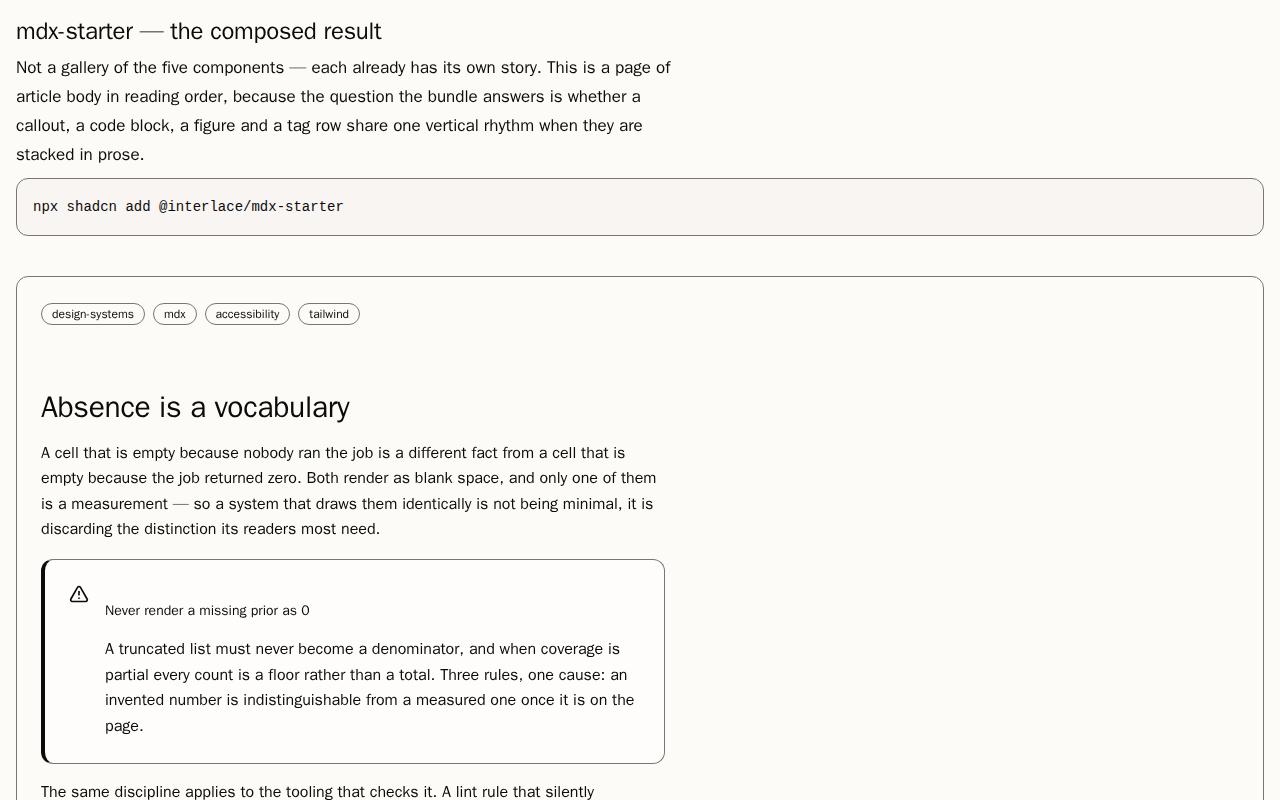 mdx-starter — the composed result
Not a gallery of the five components — each already has its own story. This is a page of
article body in reading order, because the question the bundle answers is whether a
callout, a code block, a figure and a tag row share one vertical rhythm when they are
stacked in prose.
npx shadcn add @interlace/mdx-starter
design-systems mdx accessibility tailwind
Absence is a vocabulary
A cell that is empty because nobody ran the job is a different fact from a cell that is
empty because the job returned zero. Both render as blank space, and only one of them
is a measurement — so a system that draws them identically is not being minimal, it is
discarding the distinction its readers most need.
Never render a missing prior as 0
A truncated list must never become a denominator, and when coverage is
partial every count is a floor rather than a total. Three rules, one cause: an
invented number is indistinguishable from a measured one once it is on the
page.
The same discipline applies to the tooling that checks it. A lint rule that silently